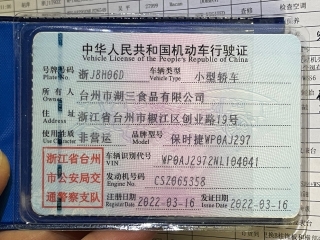 中华人民共和国机动车行驶证
Vehicle License of the People's Republic of China
号牌号码 浙J8H06D 车辆类型 小型轿车
Plate No. Vehicle Type
所有人 台州市湖三食品有限公司
Owner
住址 浙江省台州市椒江区创业路19号
Address
使用性质 非营运 品牌型号 保时捷WP0AJ297
Use Character Model
浙江省台州
市公安局交
通警察支队
车辆识别代号 WP0AJ2972NL104041
VIN
发动机号码 CSZ065358
Engine No.
注册日期 2022-03-16 发证日期 2022-03-16
Register Date Issue Date